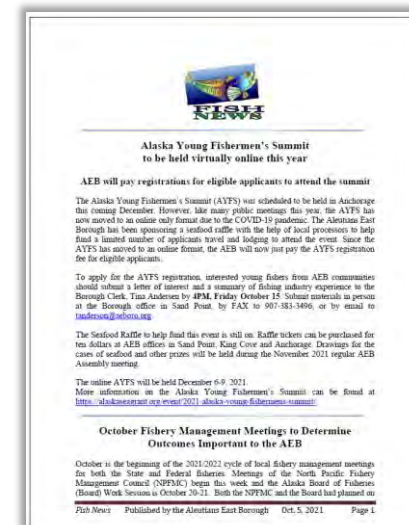 FISH
NEWS
Alaska Young Fishermen's Summit
to be held virtually online this year
AEB will pay registrations for eligible applicants to attend the summit
The Alaska Young Fishermen's Summit (AYFS) was scheduled to be held in Anchorage
this coming December. However, like many public meetings this year, the AYFS has
now moved to an online only format due to the COVID-19 pandemic. The Aleutians East
Borough has been sponsoring a seafood raffle with the help of local processors to help
fund a limited number of applicants travel and lodging to attend the event. Since the
AYFS has moved to an online format, the AEB will now just pay the AYFS registration
fee for eligible applicants.
To apply for the AYFS registration, interested young fishers from AEB communities
should submit a letter of interest and a summary of fishing industry experience to the
Borough Clerk, Tina Andersen by 4PM, Friday October 15. Submit materials in person
at the Borough office in Sand Point, by FAX to 907-383-3496, or by email to
tanderson@aeboro.org.
The Seafood Raffle to help fund this event is still on. Raffle tickets can be purchased for
ten dollars at AEB offices in Sand Point, King Cove and Anchorage. Drawings for the
cases of seafood and other prizes will be held during the November 2021 regular AEB
Assembly meeting.
The online AYFS will be held December 6-9, 2021.
More information on the Alaska Young Fishermen's Summit can be found at
https://alaskaseagrant.org/event/2021-alaska-young-fishermens-summit/
October Fishery Management Meetings to Determine
Outcomes Important to the AEB
October is the beginning of the 2021/2022 cycle of local fishery management meetings
for both the State and Federal fisheries. Meetings of the North Pacific Fishery
Management Council (NPFMC) begin this week and the Alaska Board of Fisheries
(Board) Work Session is October 20-21. Both the NPFMC and the Board had planned on
Fish News Published by the Aleutians East Borough Oct. 5, 2021 Page 1